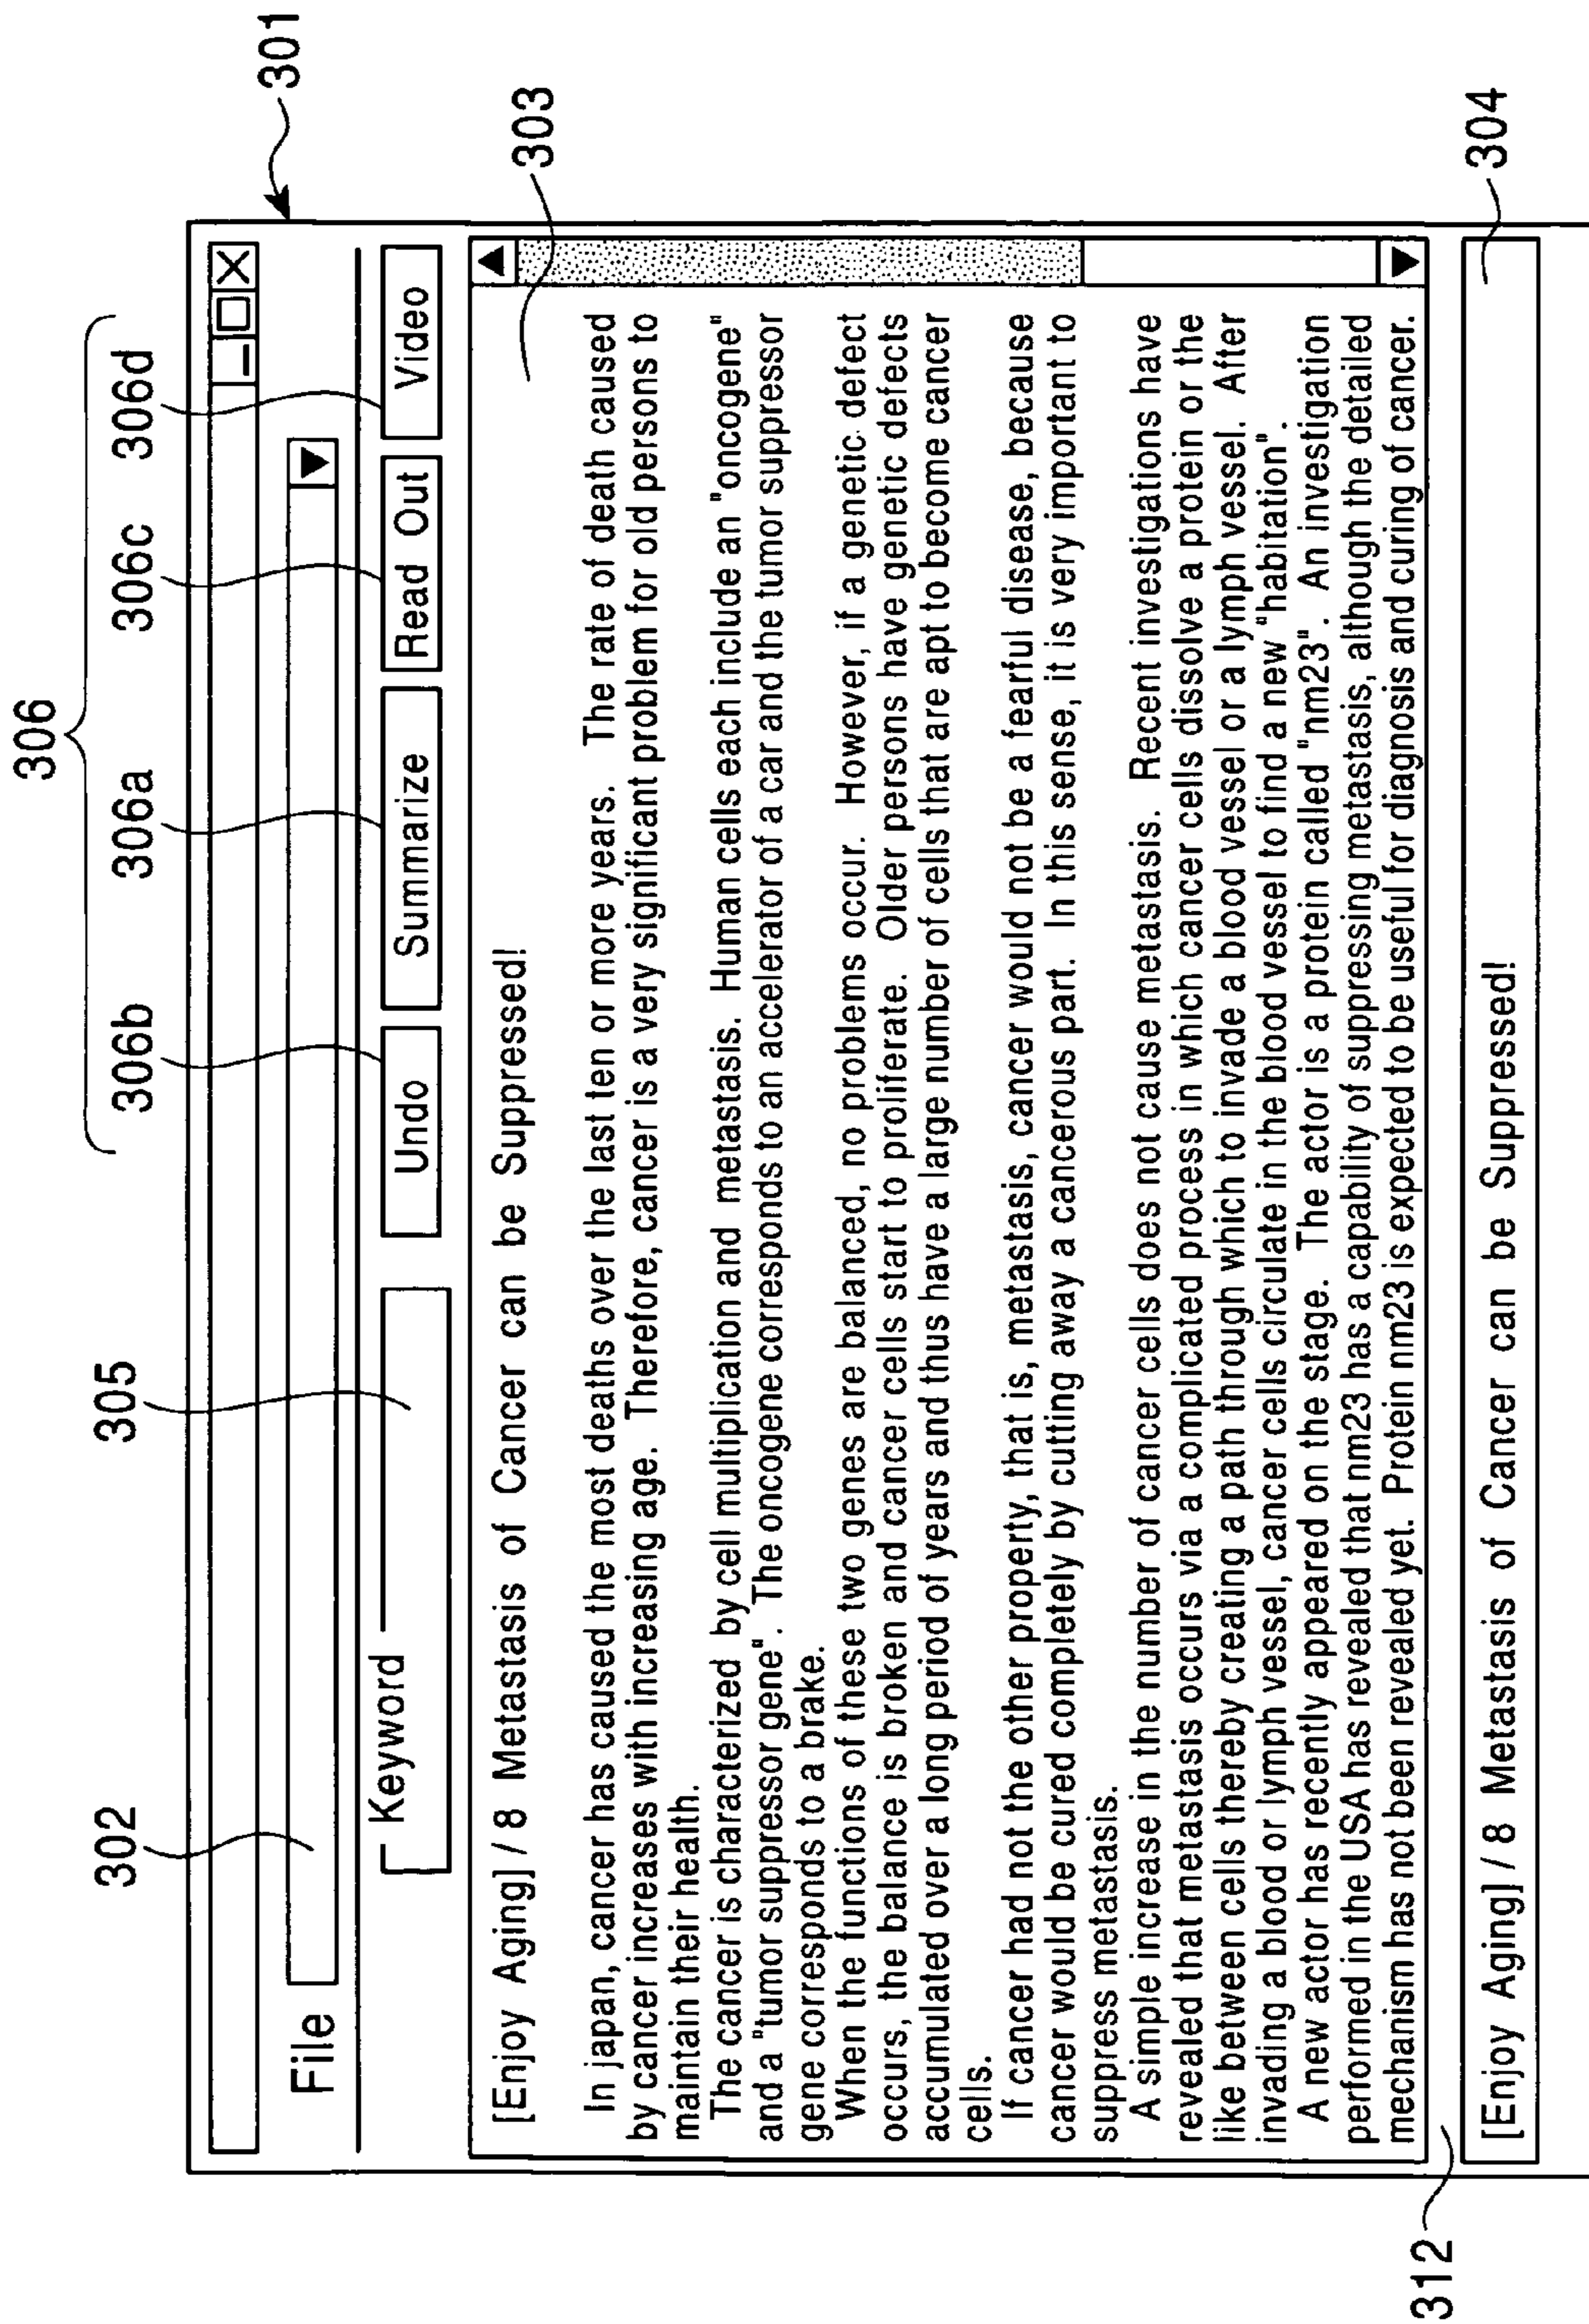 306
306b 306a 306c 306d
302 305
301
File
Keyword
Undo Summarize Read Out Video
303
[Enjoy Aging] / 8 Metastasis of Cancer can be Suppressed!
In japan, cancer has caused the most deaths over the last ten or more years. The rate of death caused
by cancer increases with increasing age. Therefore, cancer is a very significant problem for old persons to
maintain their health.
The cancer is characterized by cell multiplication and metastasis. Human cells each include an "oncogene"
and a "tumor suppressor gene". The oncogene corresponds to an accelerator of a car and the tumor suppressor
gene corresponds to a brake.
When the functions of these two genes are balanced, no problems occur. However, if a genetic defect
occurs, the balance is broken and cancer cells start to proliferate. Older persons have genetic defects
accumulated over a long period of years and thus have a large number of cells that are apt to become cancer
cells.
If cancer had not the other property, that is, metastasis, cancer would not be a fearful disease, because
cancer would be cured completely by cutting away a cancerous part. In this sense, it is very important to
suppress metastasis.
A simple increase in the number of cancer cells does not cause metastasis. Recent investigations have
revealed that metastasis occurs via a complicated process in which cancer cells dissolve a protein or the
like between cells thereby creating a path through which to invade a blood vessel or a lymph vessel. After
invading a blood or lymph vessel, cancer cells circulate in the blood vessel to find a new "habitation".
A new actor has recently appeared on the stage. The actor is a protein called "nm23". An investigation
performed in the USA has revealed that nm23 has a capability of suppressing metastasis, although the detailed
mechanism has not been revealed yet. Protein nm23 is expected to be useful for diagnosis and curing of cancer.
312
[Enjoy Aging] / 8 Metastasis of Cancer can be Suppressed!
304